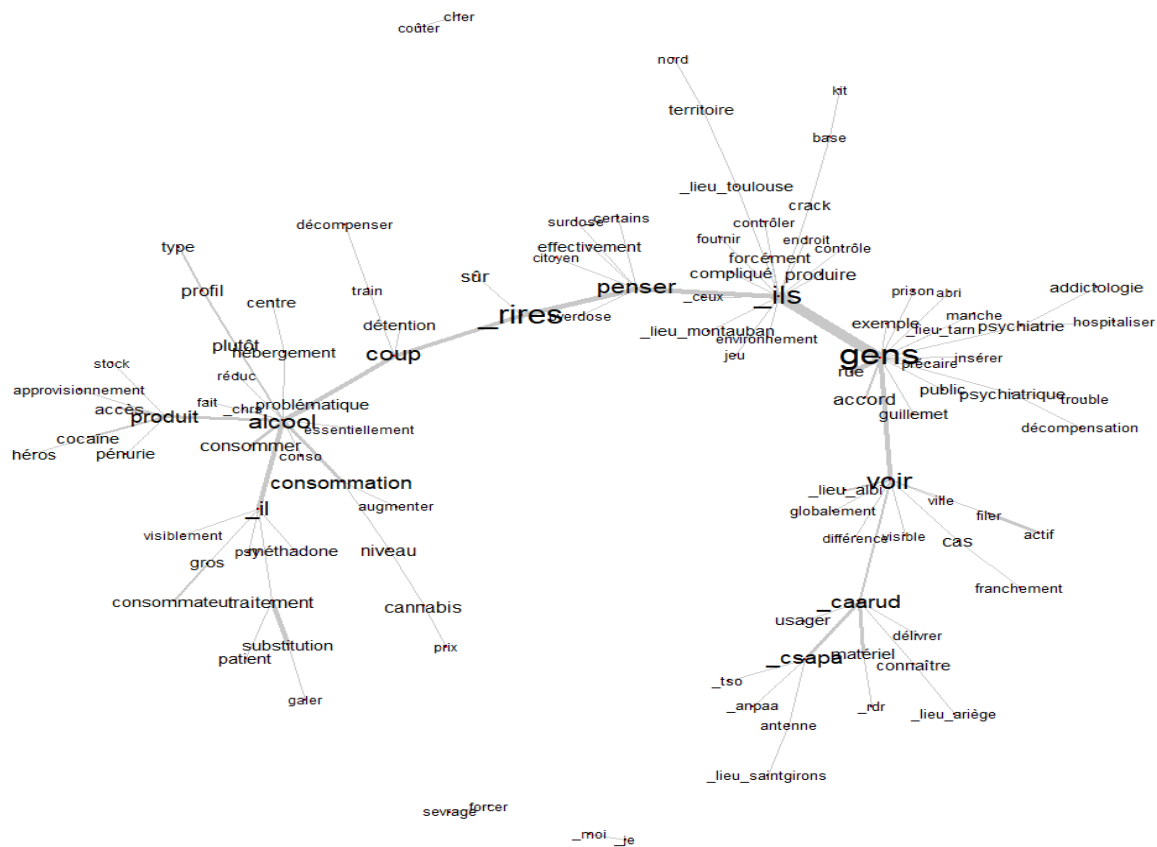 cher
coûter
nord
kit
territoire
base
_lieu_toulouse
crack
surdose
_certains
contrôler
décomposer
fournir
endroit
effectivement
contrôle
type
forcément
citoyen
compliqué
produire
sûr
penser
profil
_ceux
_ils
prison
abri
addictologie
train
centre
_rires
overdose
manche
exemple
_lieu_tarn
psychiatrie
hospitaliser
détention
_lieu_montauban
environnement
plutôt
hébergement
coup
jeu
gens
insérer
précaire
stock
rue
réduc
approvisionnement
public
psychiatrique
accord
trouble
fait
_chrs
problématique
accès
guillemet
produit
alcool
essentiellement
décompensation
cocaïne
consommer
héros
pénurie
conso
consommation
voir
_lieu_albi
ville
augmenter
_il
globalement
filer
visiblement
différence
visible
actif
cas
psy
méthadone
niveau
gros
franchement
consommateur
traitement
cannabis
_caarud
usager
délivrer
substitution
prix
matériel
patient
_csapa
connaître
_tso
galer
_anpaa
_rdr
_lieu_ariège
antenne
_lieu_saintgirons
sevrage
forcer
_moi
_je